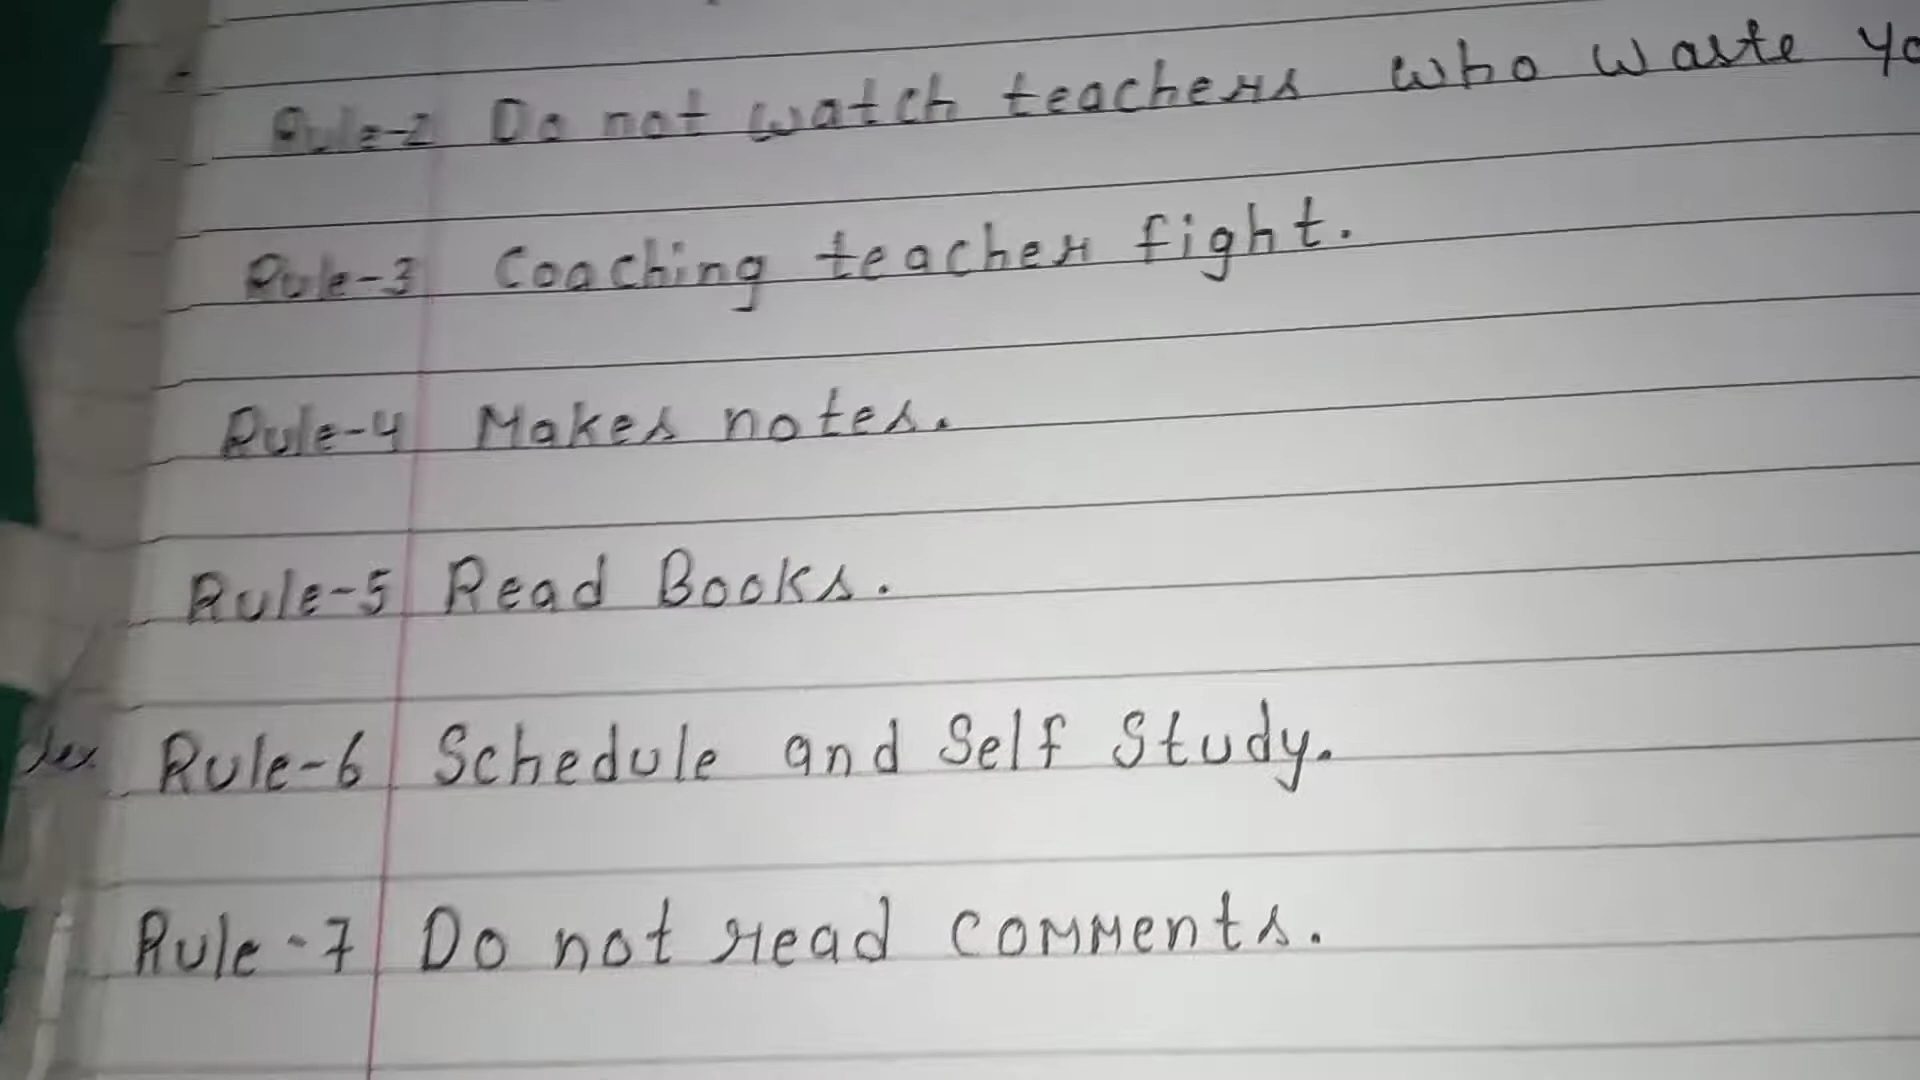 Rule-2 Do not watch teachers who waste yo
Rule-3 Coaching teacher fight.
Rule-4 Makes notes.
Rule-5 Read Books.
Rule-6 Schedule and Self Study.
Rule-7 Do not read comments.